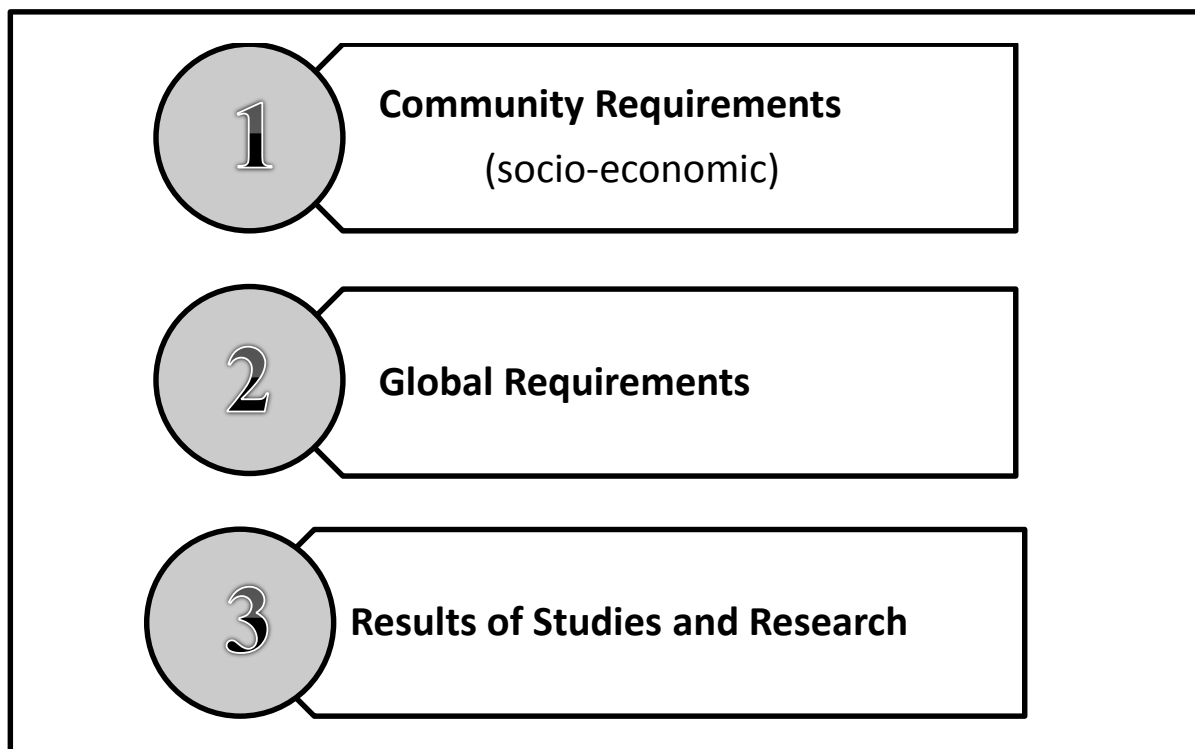 1
Community Requirements
(socio-economic)
2
Global Requirements
3
Results of Studies and Research